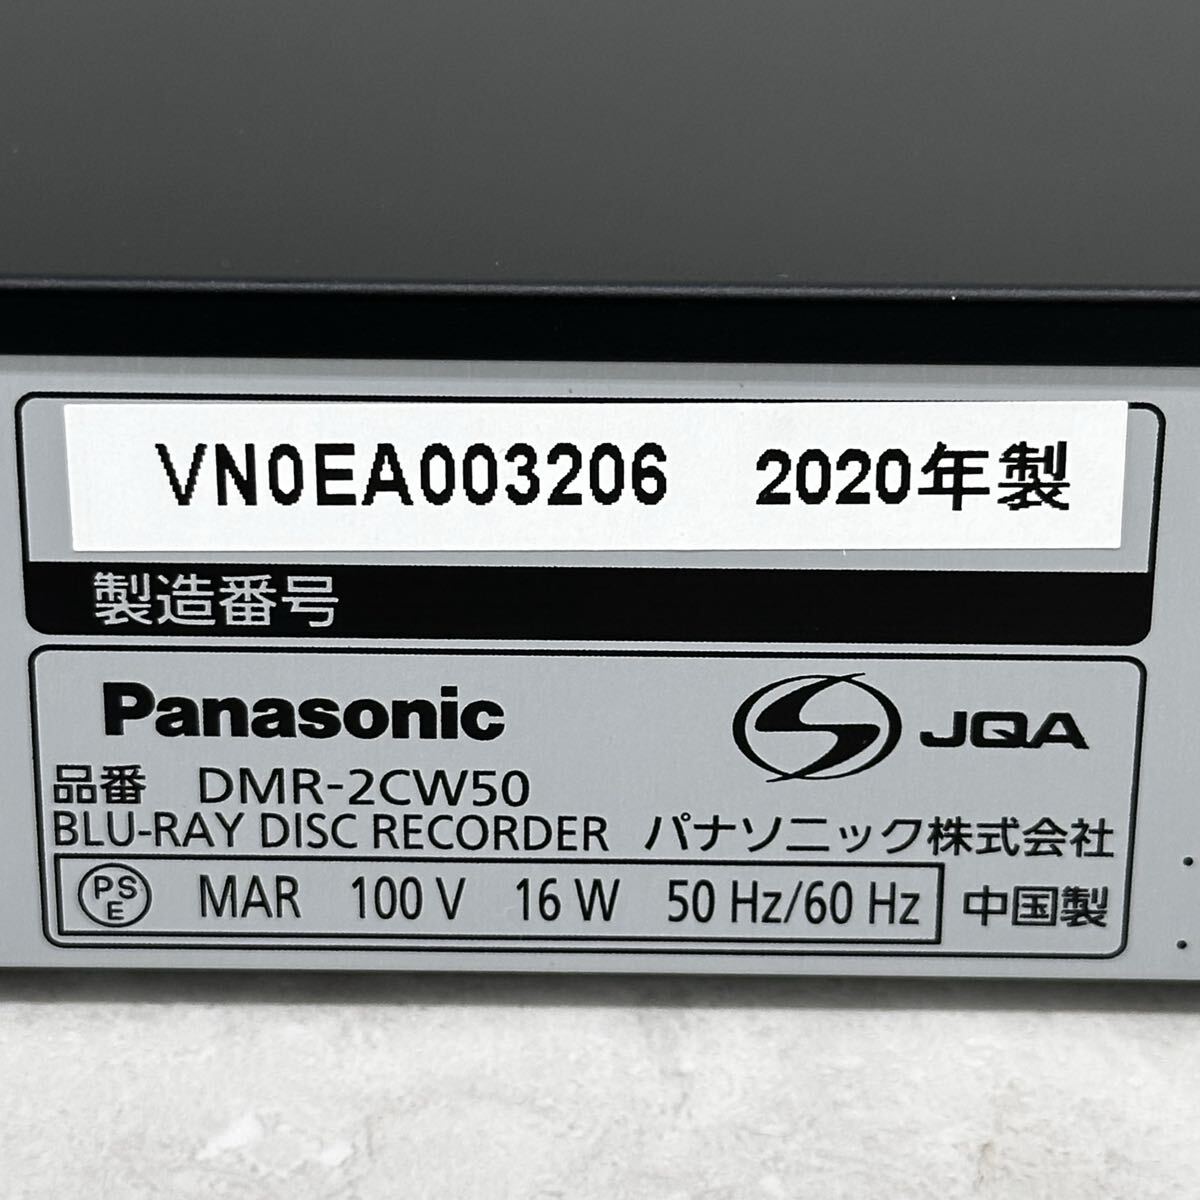 VN0EA003206 2020年製
製造番号
Panasonic JQA
品番 DMR-2CW50
BLU-RAY DISC RECORDER パナソニック株式会社
PSE MAR 100 V 16 W 50 Hz/60 Hz 中国製